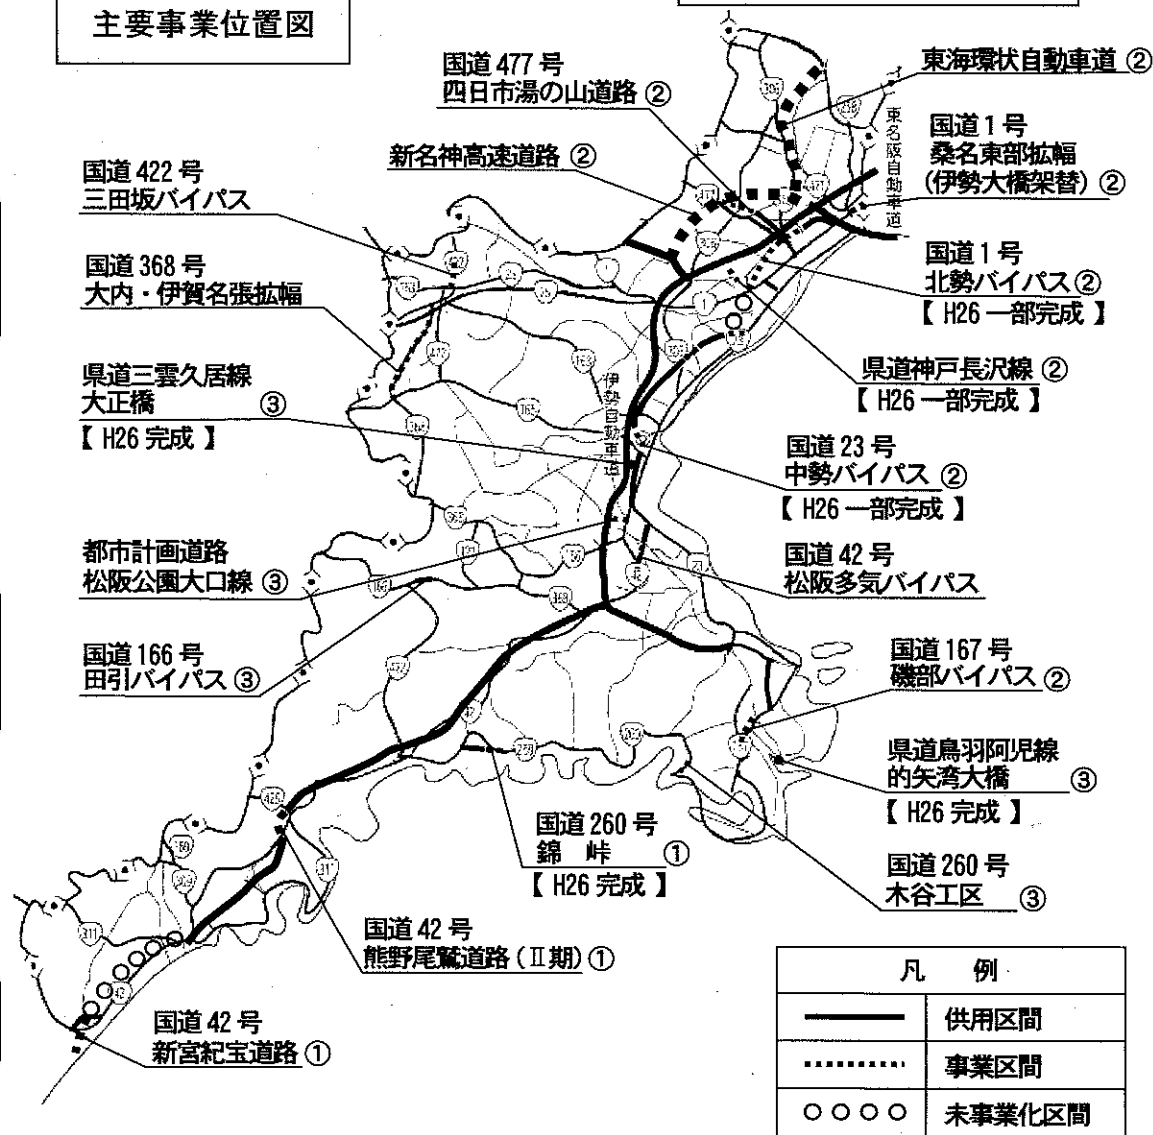 主要事業位置図
国道 477 号
四日市湯の山道路 ②
東海環状自動車道 ②
新名神高速道路 ②
東名阪自動車道
国道 1 号
桑名東部拡幅
(伊勢大橋架替) ②
国道 422 号
三田坂バイパス
国道 1 号
北勢バイパス ②
【 H26 一部完成 】
国道 368 号
大内・伊賀名張拡幅
県道神戸長沢線 ②
【 H26 一部完成 】
県道三雲久居線
大正橋 ③
【 H26 完成 】
伊勢自動車道
国道 23 号
中勢バイパス ②
【 H26 一部完成 】
都市計画道路
松阪公園大口線 ③
国道 42 号
松阪多気バイパス
国道 166 号
田引バイパス ③
国道 167 号
磯部バイパス ②
県道鳥羽阿児線
的矢湾大橋 ③
【 H26 完成 】
国道 260 号
錦 峠 ①
【 H26 完成 】
国道 260 号
木谷工区 ③
国道 42 号
熊野尾鷲道路 (Ⅱ期) ①
国道 42 号
新宮紀宝道路 ①
凡 例
供用区間
事業区間
未事業化区間